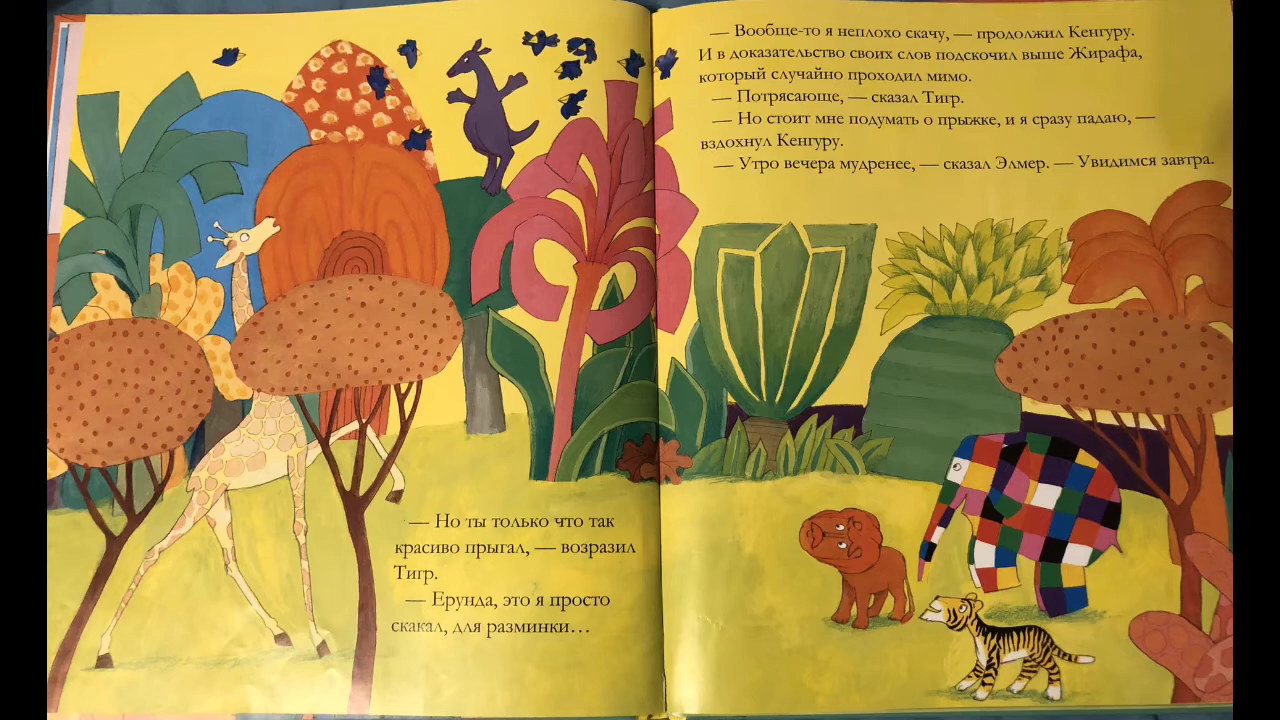 — Но ты только что так
красиво прыгал, — возразил
Тигр.
— Ерунда, это я просто
скакал, для разминки...
— Вообще-то я неплохо скачу, — продолжил Кенгуру.
И в доказательство своих слов подскочил выше Жирафа,
который случайно проходил мимо.
— Потрясающе, — сказал Тигр.
— Но стоит мне подумать о прыжке, и я сразу падаю, —
вздохнул Кенгуру.
— Утро вечера мудренее, — сказал Элмер. — Увидимся завтра.